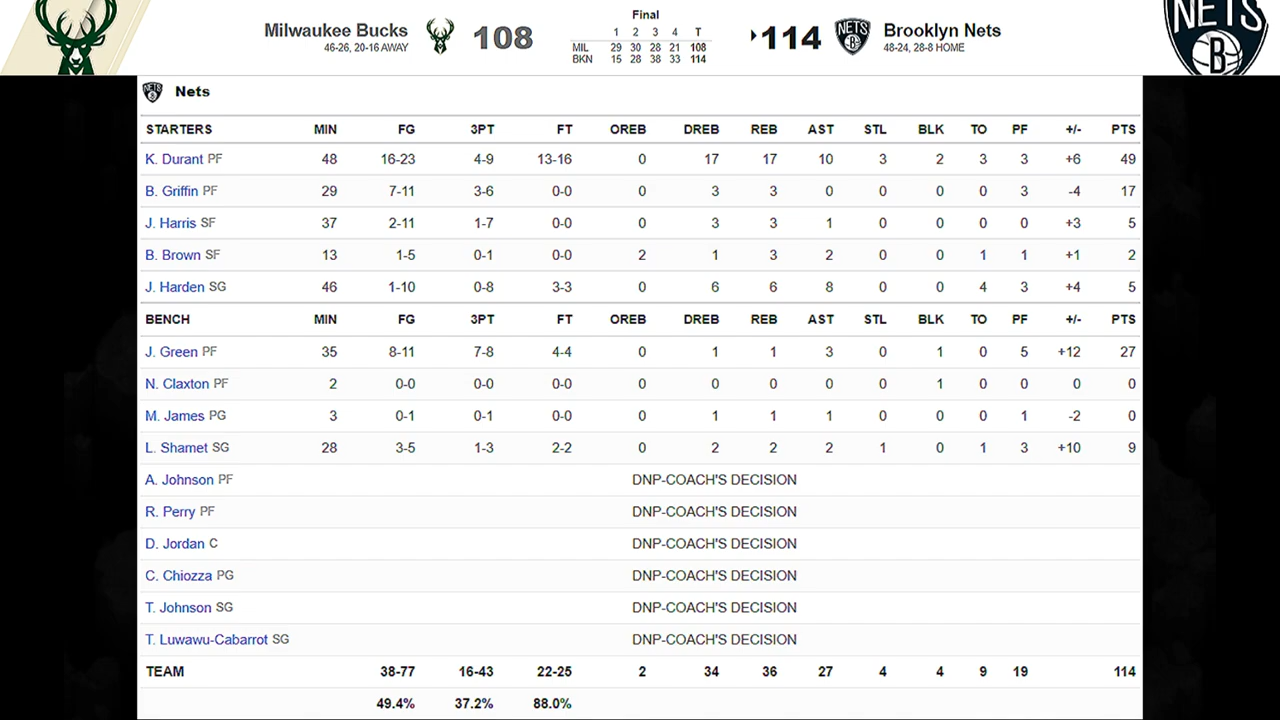 Milwaukee Bucks
46-26, 20-16 AWAY
108
Final
1 2 3 4 T
MIL 29 30 28 21 108
BKN 15 28 38 33 114
114
Brooklyn Nets
48-24, 28-8 HOME
NETS
B
Nets
STARTERS MIN FG 3PT FT OREB DREB REB AST STL BLK TO PF +/- PTS
K. Durant PF 48 16-23 4-9 13-16 0 17 17 10 3 2 3 3 +6 49
B. Griffin PF 29 7-11 3-6 0-0 0 3 3 0 0 0 0 3 -4 17
J. Harris SF 37 2-11 1-7 0-0 0 3 3 1 0 0 0 0 +3 5
B. Brown SF 13 1-5 0-1 0-0 2 1 3 2 0 0 1 1 +1 2
J. Harden SG 46 1-10 0-8 3-3 0 6 6 8 0 0 4 3 +4 5
BENCH MIN FG 3PT FT OREB DREB REB AST STL BLK TO PF +/- PTS
J. Green PF 35 8-11 7-8 4-4 0 1 1 3 0 1 0 5 +12 27
N. Claxton PF 2 0-0 0-0 0-0 0 0 0 0 0 1 0 0 0 0
M. James PG 3 0-1 0-1 0-0 0 1 1 1 0 0 0 1 -2 0
L. Shamet SG 28 3-5 1-3 2-2 0 2 2 2 1 0 1 3 +10 9
A. Johnson PF DNP-COACH'S DECISION
R. Perry PF DNP-COACH'S DECISION
D. Jordan C DNP-COACH'S DECISION
C. Chiozza PG DNP-COACH'S DECISION
T. Johnson SG DNP-COACH'S DECISION
T. Luwawu-Cabarrot SG DNP-COACH'S DECISION
TEAM 38-77 16-43 22-25 2 34 36 27 4 4 9 19 114
49.4% 37.2% 88.0%